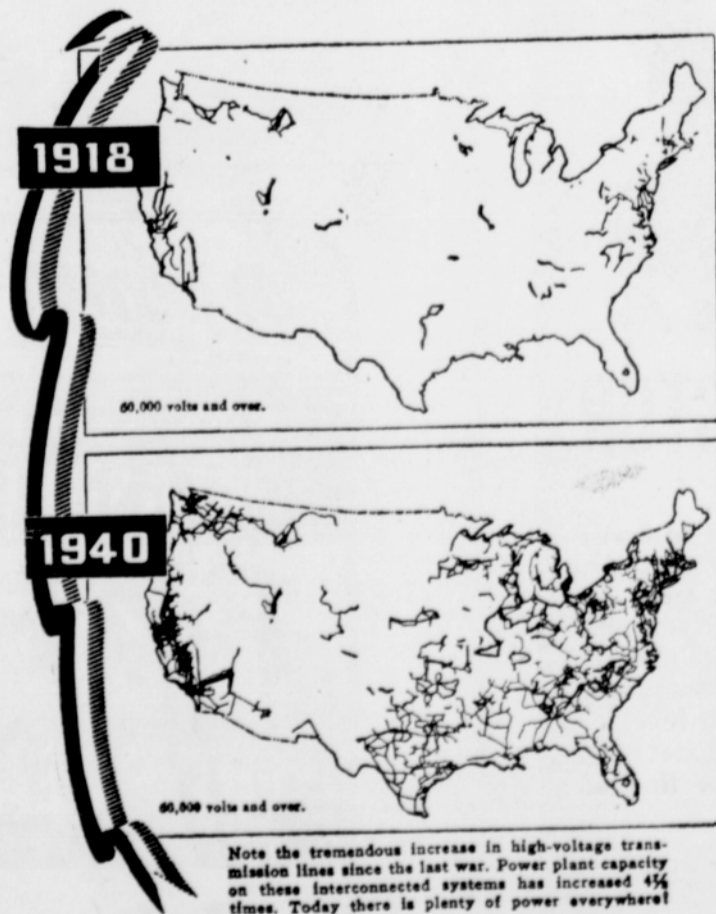 1918
60,000 volts and over.
1940
60,000 volts and over.
Note the tremendous increase in high-voltage trans-
mission lines since the last war. Power plant capacity
on these interconnected systems has increased
times. Today there is plenty of power everywhere!